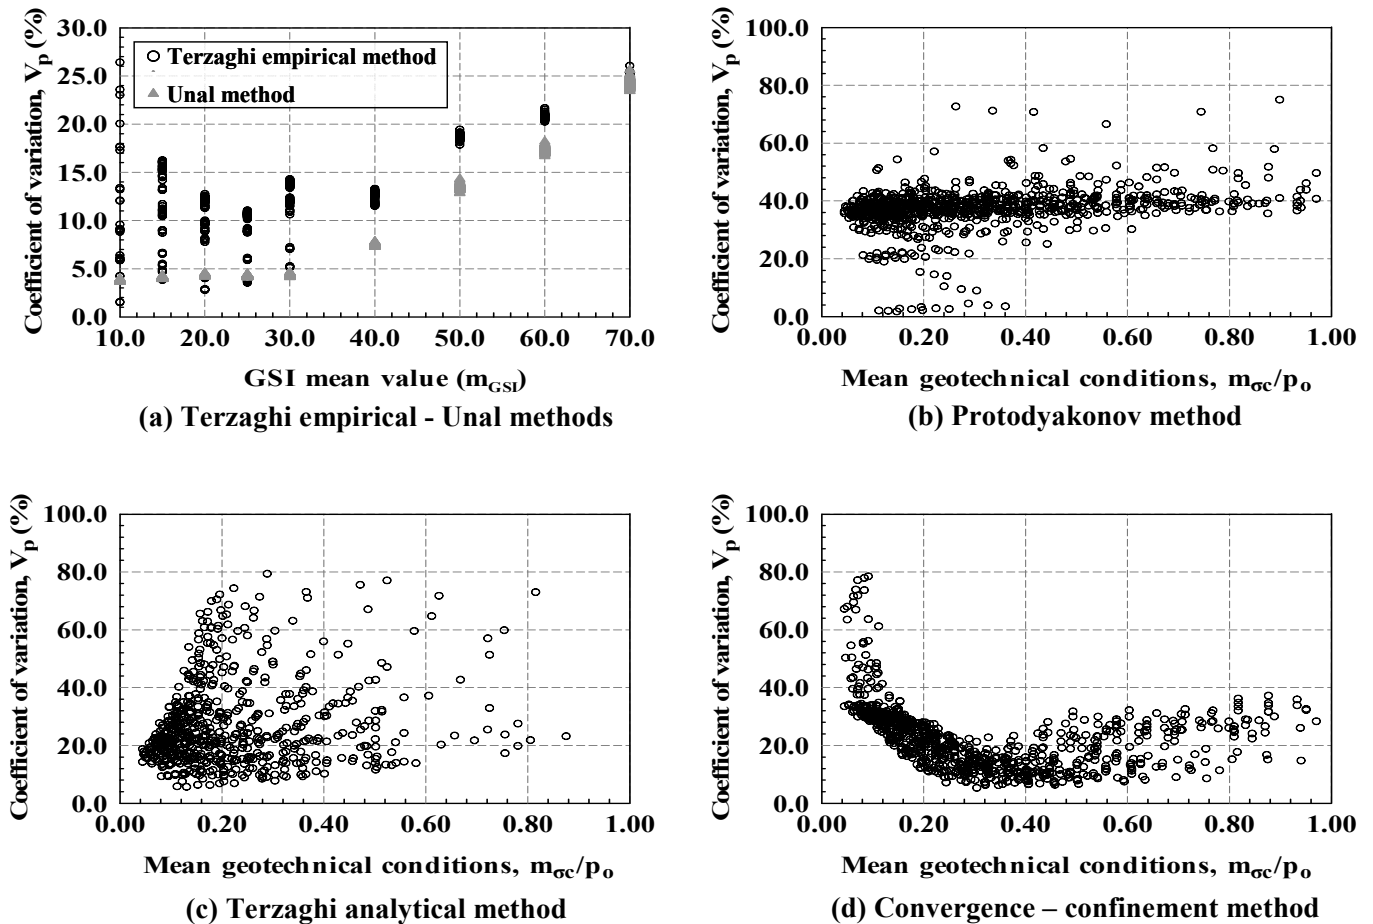 Coefficient of variation, Vp (%)
30.0
25.0
20.0
15.0
10.0
5.0
0.0
Terzaghi empirical method
Unal method
10.0 20.0 30.0 40.0 50.0 60.0 70.0
GSI mean value (mGSI)
(a) Terzaghi empirical - Unal methods
Coefficient of variation, Vp (%)
100.0
80.0
60.0
40.0
20.0
0.0
0.00 0.20 0.40 0.60 0.80 1.00
Mean geotechnical conditions, mσc/po
(b) Protodyakonov method
Coefficient of variation, Vp (%)
100.0
80.0
60.0
40.0
20.0
0.0
0.00 0.20 0.40 0.60 0.80 1.00
Mean geotechnical conditions, mσc/po
(c) Terzaghi analytical method
Coefficient of variation, Vp (%)
100.0
80.0
60.0
40.0
20.0
0.0
0.00 0.20 0.40 0.60 0.80 1.00
Mean geotechnical conditions, mσc/po
(d) Convergence – confinement method